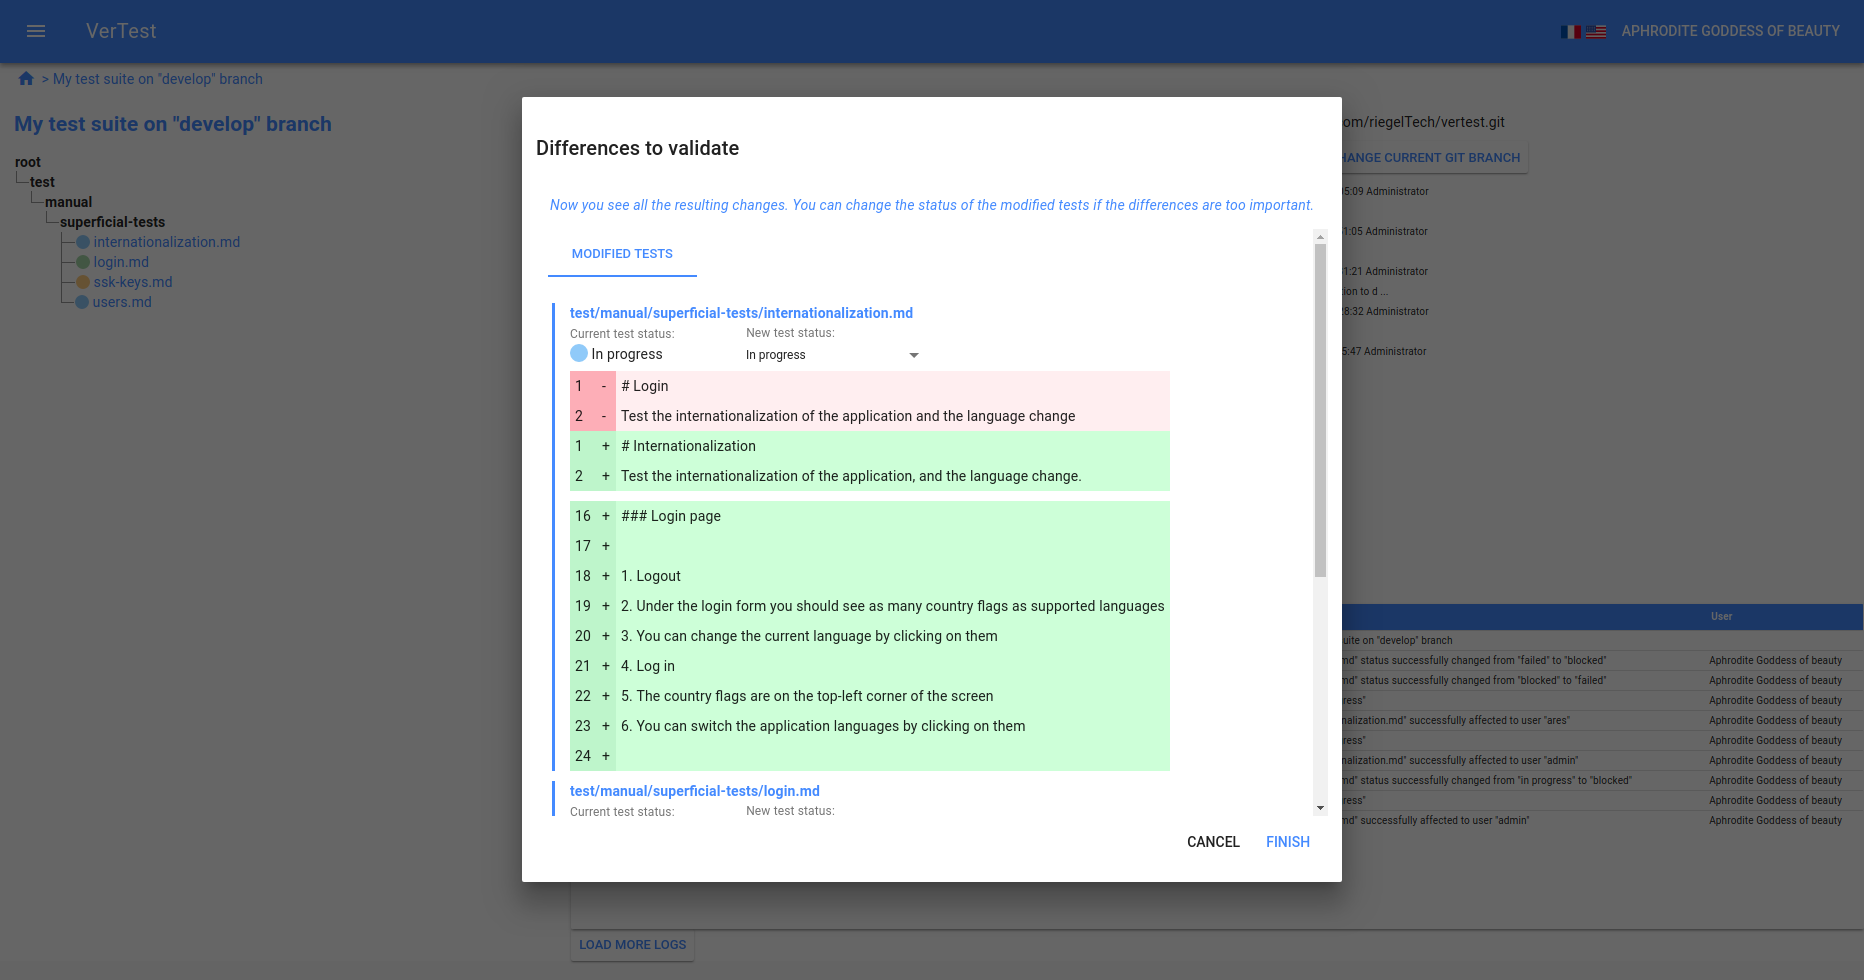 VerTest
APHRODITE GODDESS OF BEAUTY
> My test suite on "develop" branch
My test suite on "develop" branch
root
test
manual
superficial-tests
internationalization.md
login.md
ssk-keys.md
users.md
Differences to validate
Now you see all the resulting changes. You can change the status of the modified tests if the differences are too important.
MODIFIED TESTS
test/manual/superficial-tests/internationalization.md
Current test status: New test status:
In progress In progress
1 - # Login
2 - Test the internationalization of the application and the language change
1 + # Internationalization
2 + Test the internationalization of the application, and the language change.
16 + ### Login page
17 +
18 + 1. Logout
19 + 2. Under the login form you should see as many country flags as supported languages
20 + 3. You can change the current language by clicking on them
21 + 4. Log in
22 + 5. The country flags are on the top-left corner of the screen
23 + 6. You can switch the application languages by clicking on them
24 +
test/manual/superficial-tests/login.md
Current test status: New test status:
CANCEL FINISH
om/riegelTech/vertest.git
HANGE CURRENT GIT BRANCH
5:09 Administrator
1:05 Administrator
1:21 Administrator
tion to d ...
8:32 Administrator
5:47 Administrator
User
uite on "develop" branch
md" status successfully changed from "failed" to "blocked" Aphrodite Goddess of beauty
md" status successfully changed from "blocked" to "failed" Aphrodite Goddess of beauty
ress" Aphrodite Goddess of beauty
nalization.md" successfully affected to user "ares" Aphrodite Goddess of beauty
ress" Aphrodite Goddess of beauty
nalization.md" successfully affected to user "admin" Aphrodite Goddess of beauty
md" status successfully changed from "in progress" to "blocked" Aphrodite Goddess of beauty
ress" Aphrodite Goddess of beauty
md" successfully affected to user "admin" Aphrodite Goddess of beauty
LOAD MORE LOGS